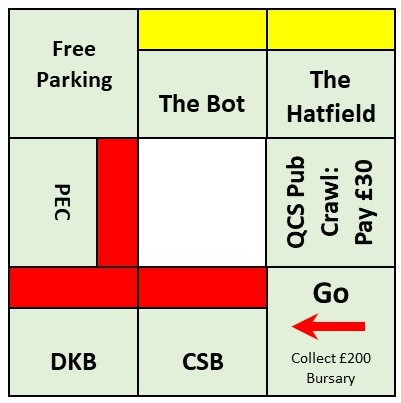 Free
Parking
The Bot
The
Hatfield
PEC
QCS Pub
Crawl:
Pay £30
DKB
CSB
Go
Collect £200
Bursary